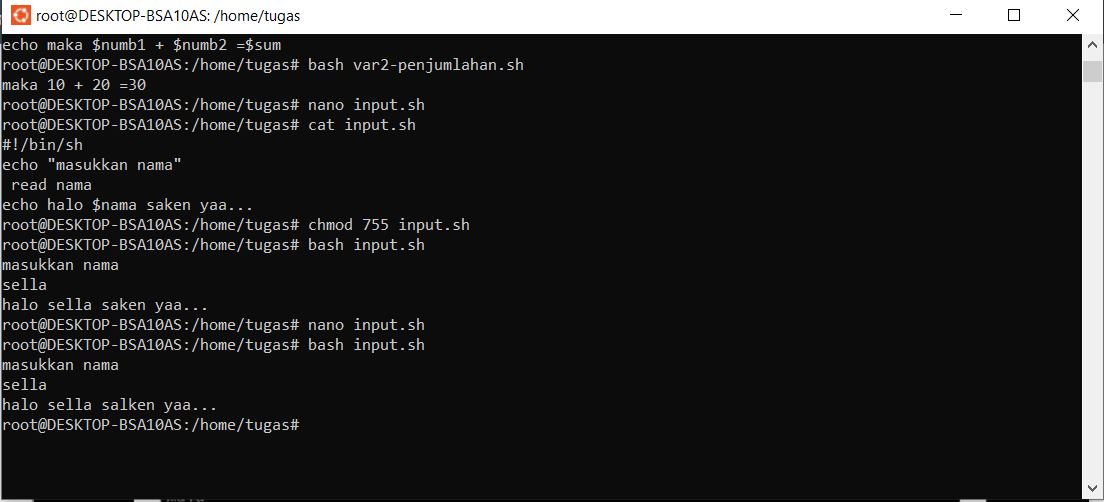 root@DESKTOP-BSA10AS: /home/tugas
echo maka $numb1 + $numb2 =$sum
root@DESKTOP-BSA10AS:/home/tugas# bash var2-penjumlahan.sh
maka 10 + 20 =30
root@DESKTOP-BSA10AS:/home/tugas# nano input.sh
root@DESKTOP-BSA10AS:/home/tugas# cat input.sh
#!/bin/sh
echo "masukkan nama"
 read nama
echo halo $nama saken yaa...
root@DESKTOP-BSA10AS:/home/tugas# chmod 755 input.sh
root@DESKTOP-BSA10AS:/home/tugas# bash input.sh
masukkan nama
sella
halo sella saken yaa...
root@DESKTOP-BSA10AS:/home/tugas# nano input.sh
root@DESKTOP-BSA10AS:/home/tugas# bash input.sh
masukkan nama
sella
halo sella salken yaa...
root@DESKTOP-BSA10AS:/home/tugas#